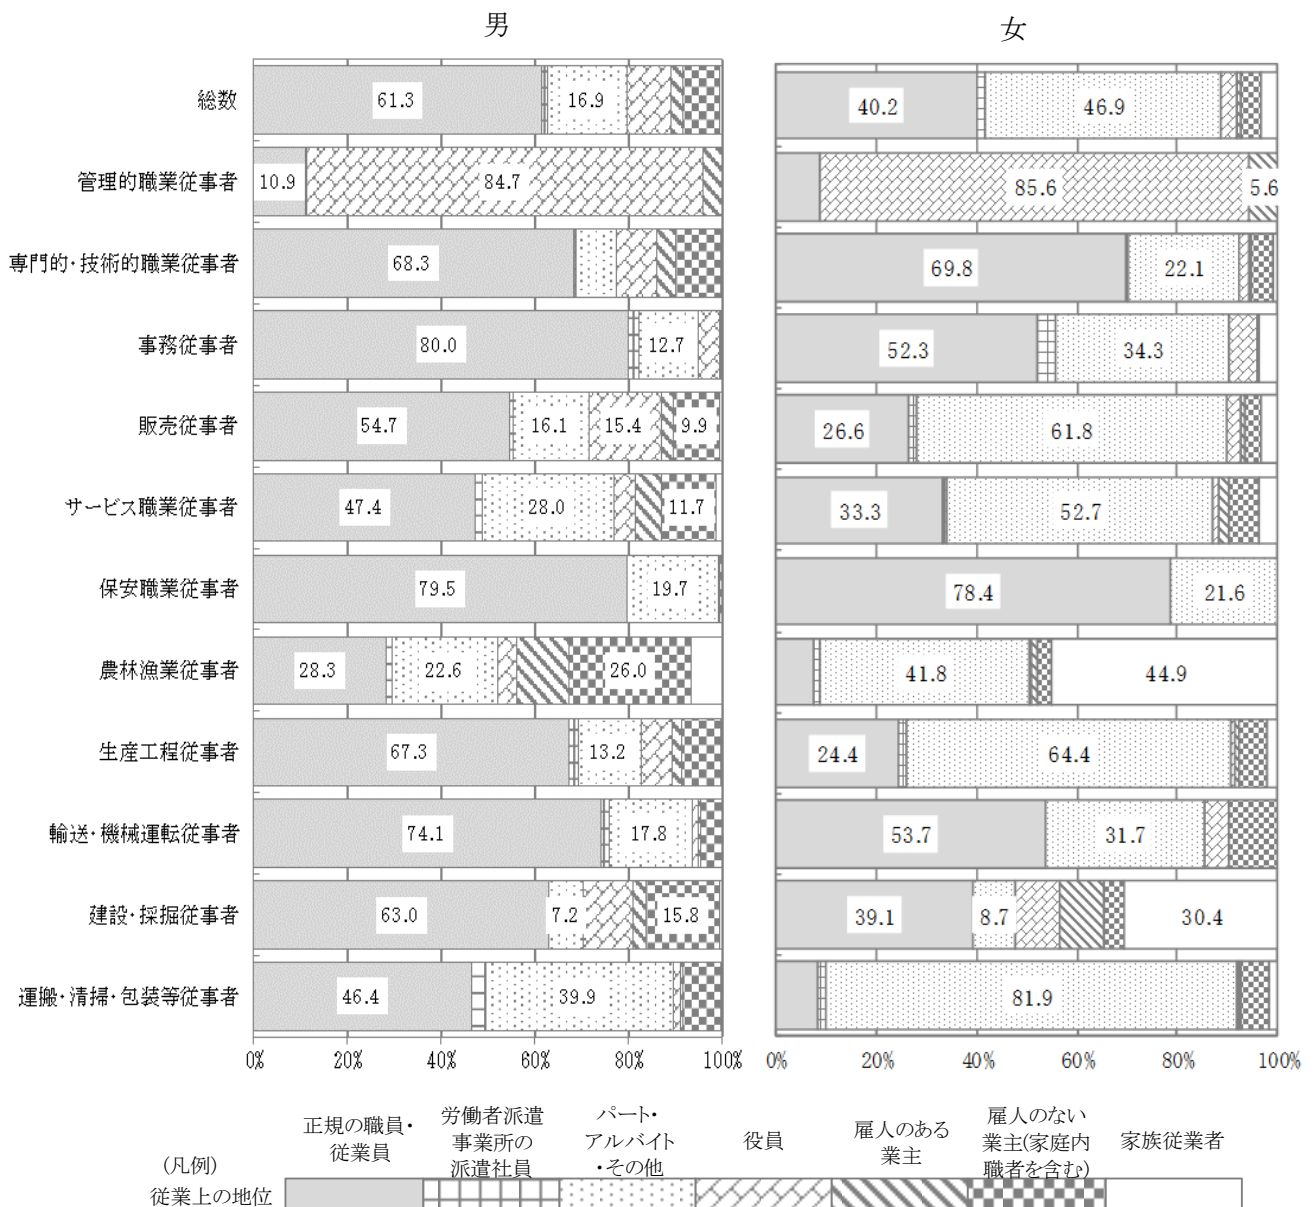 男
女
総数
61.3
16.9
40.2
46.9
管理的職業従事者
10.9
84.7
85.6
5.6
専門的・技術的職業従事者
68.3
69.8
22.1
事務従事者
80.0
12.7
52.3
34.3
販売従事者
54.7
16.1
15.4
9.9
26.6
61.8
サービス職業従事者
47.4
28.0
11.7
33.3
52.7
保安職業従事者
79.5
19.7
78.4
21.6
農林漁業従事者
28.3
22.6
26.0
41.8
44.9
生産工程従事者
67.3
13.2
24.4
64.4
輸送・機械運転従事者
74.1
17.8
53.7
31.7
建設・採掘従事者
63.0
7.2
15.8
39.1
8.7
30.4
運搬・清掃・包装等従事者
46.4
39.9
81.9
0% 20% 40% 60% 80% 100%
0% 20% 40% 60% 80% 100%
(凡例)
従業上の地位
正規の職員・
従業員
労働者派遣
事業所の
派遣社員
パート・
アルバイト
・その他
役員
雇人のある
業主
雇人のない
業主(家庭内
職者を含む)
家族従業者